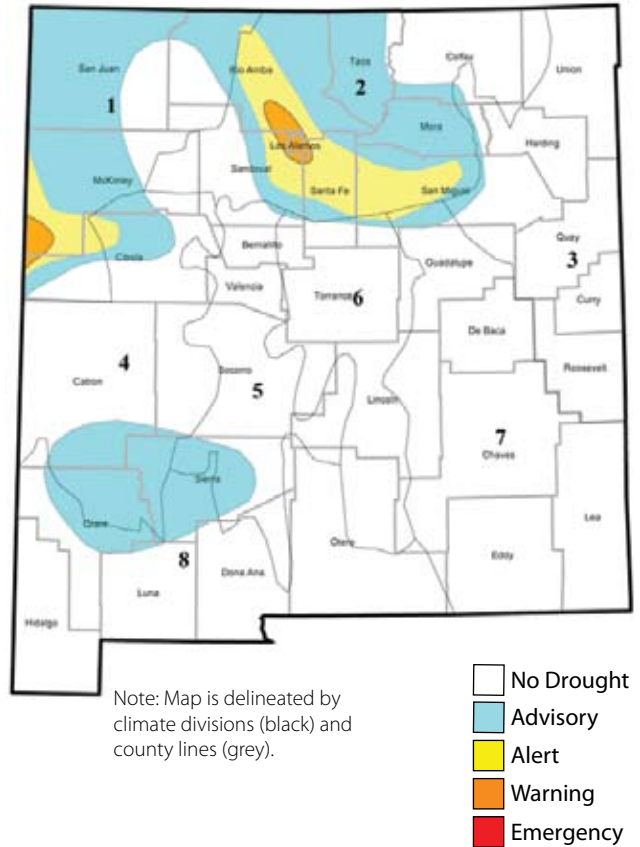 San Juan
Rio Arriba
Taos
Colfax
Union
1
2
Mora
Harding
Los Alamos
McKinley
Sandoval
Santa Fe
San Miguel
Quay
Bernalillo
Cibola
Guadalupe
3
Valencia
Torrance
6
Curry
De Baca
4
Socorro
Roosevelt
Catron
5
Lincoln
7
Chaves
Sierra
Lea
Grant
Otero
Eddy
8
Dona Ana
Luna
Hidalgo
Note: Map is delineated by
climate divisions (black) and
county lines (grey).
No Drought
Advisory
Alert
Warning
Emergency